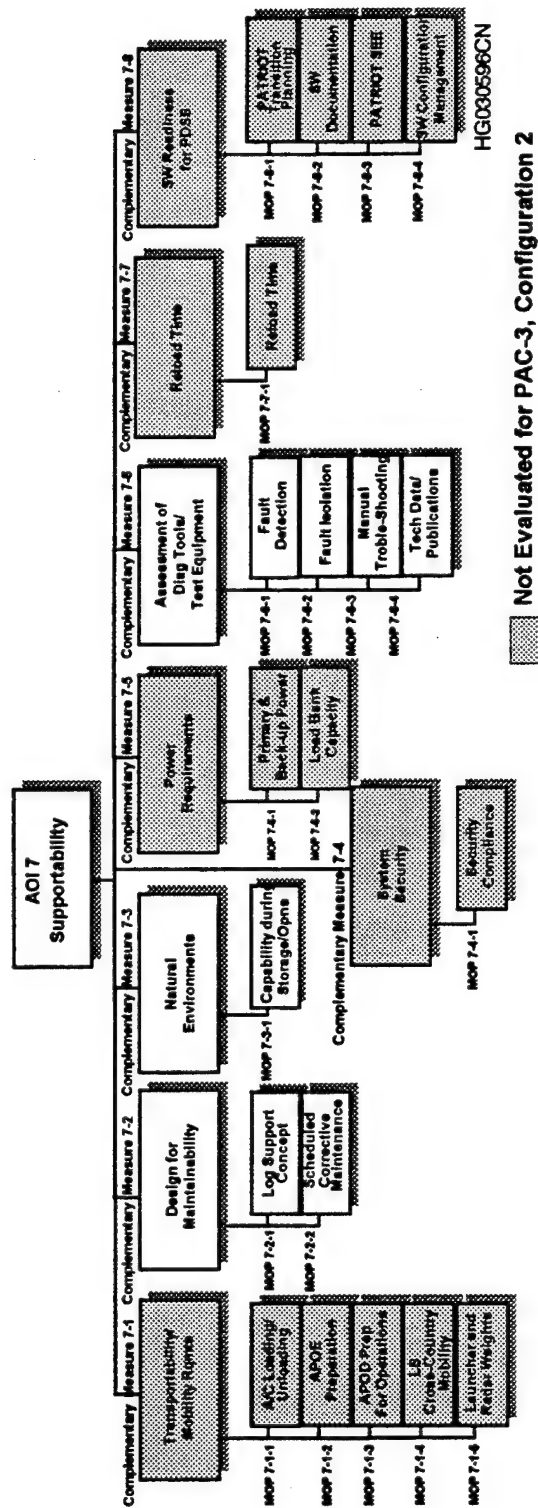 AOI 7
Supportability
Complementary Measure 7-1
Transportability/
Mobility Rqmts
MOP 7-1-1
A/C Loading/
Unloading
MOP 7-1-2
APOE
Preparation
MOP 7-1-3
APOD Prep
For Operations
MOP 7-1-4
LS
Cross-Country
Mobility
MOP 7-1-5
Launcher and
Radar Weights
Complementary Measure 7-2
Design for
Maintainability
MOP 7-2-1
Log Support
Concept
MOP 7-2-2
Scheduled
Corrective
Maintenance
Complementary Measure 7-3
Natural
Environments
MOP 7-3-1
Capability during
Storage/Opns
Complementary Measure 7-4
System
Security
MOP 7-4-1
Security
Compliance
Complementary Measure 7-5
Power
Requirements
MOP 7-5-1
Primary &
Back-up Power
MOP 7-5-2
Load Bank
Capacity
Complementary Measure 7-6
Assessment of
Diag Tools/
Test Equipment
MOP 7-6-1
Fault
Detection
MOP 7-6-2
Fault Isolation
MOP 7-6-3
Manual
Troble-Shooting
MOP 7-6-4
Tech Data/
Publications
Complementary Measure 7-7
Reload Time
MOP 7-7-1
Reload Time
Complementary Measure 7-8
SW Readiness
for PDSS
MOP 7-8-1
PATRIOT
Transition
Planning
MOP 7-8-2
SW
Documentation
MOP 7-8-3
PATRIOT SEE
MOP 7-8-4
SW Configuration
Management
HG030596CN
Not Evaluated for PAC-3, Configuration 2